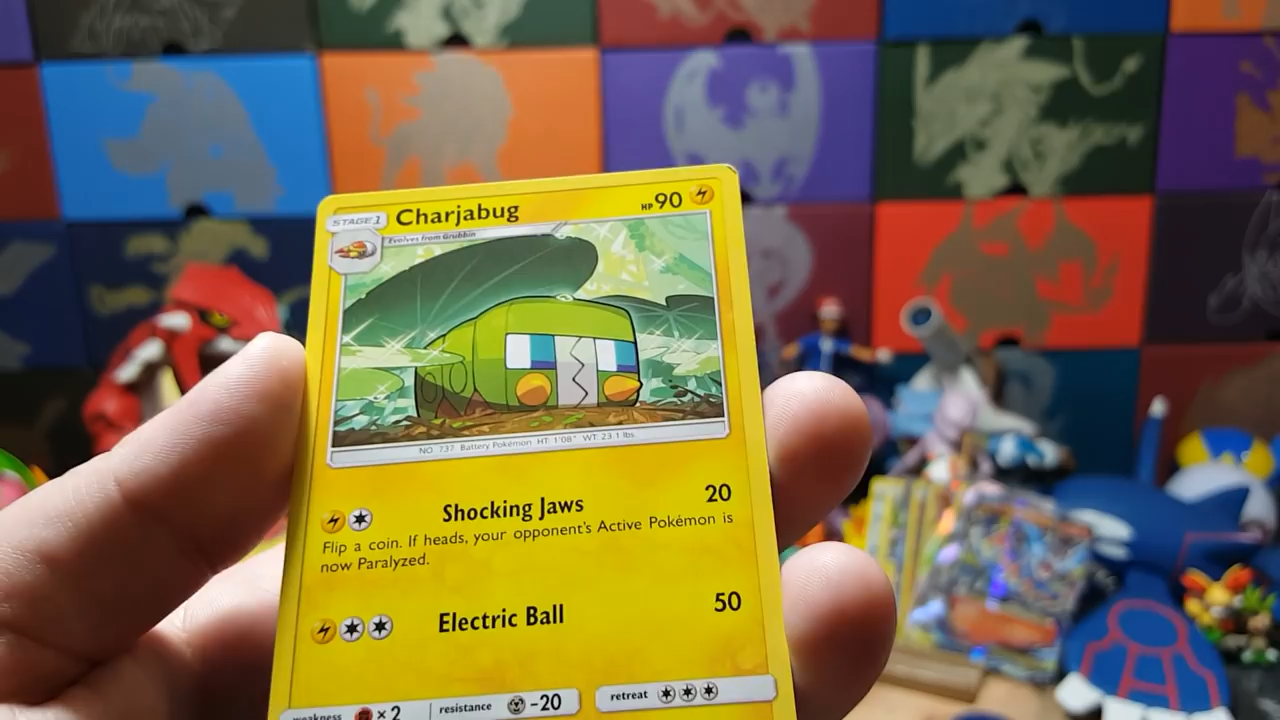 STAGE 1 Charjabug HP 90
Evolves from Grubbin
NO. 737 Battery Pokémon HT: 1'08" WT: 23.1 lbs.
Shocking Jaws 20
Flip a coin. If heads, your opponent's Active Pokémon is
now Paralyzed.
Electric Ball 50
weakness ×2 resistance -20 retreat